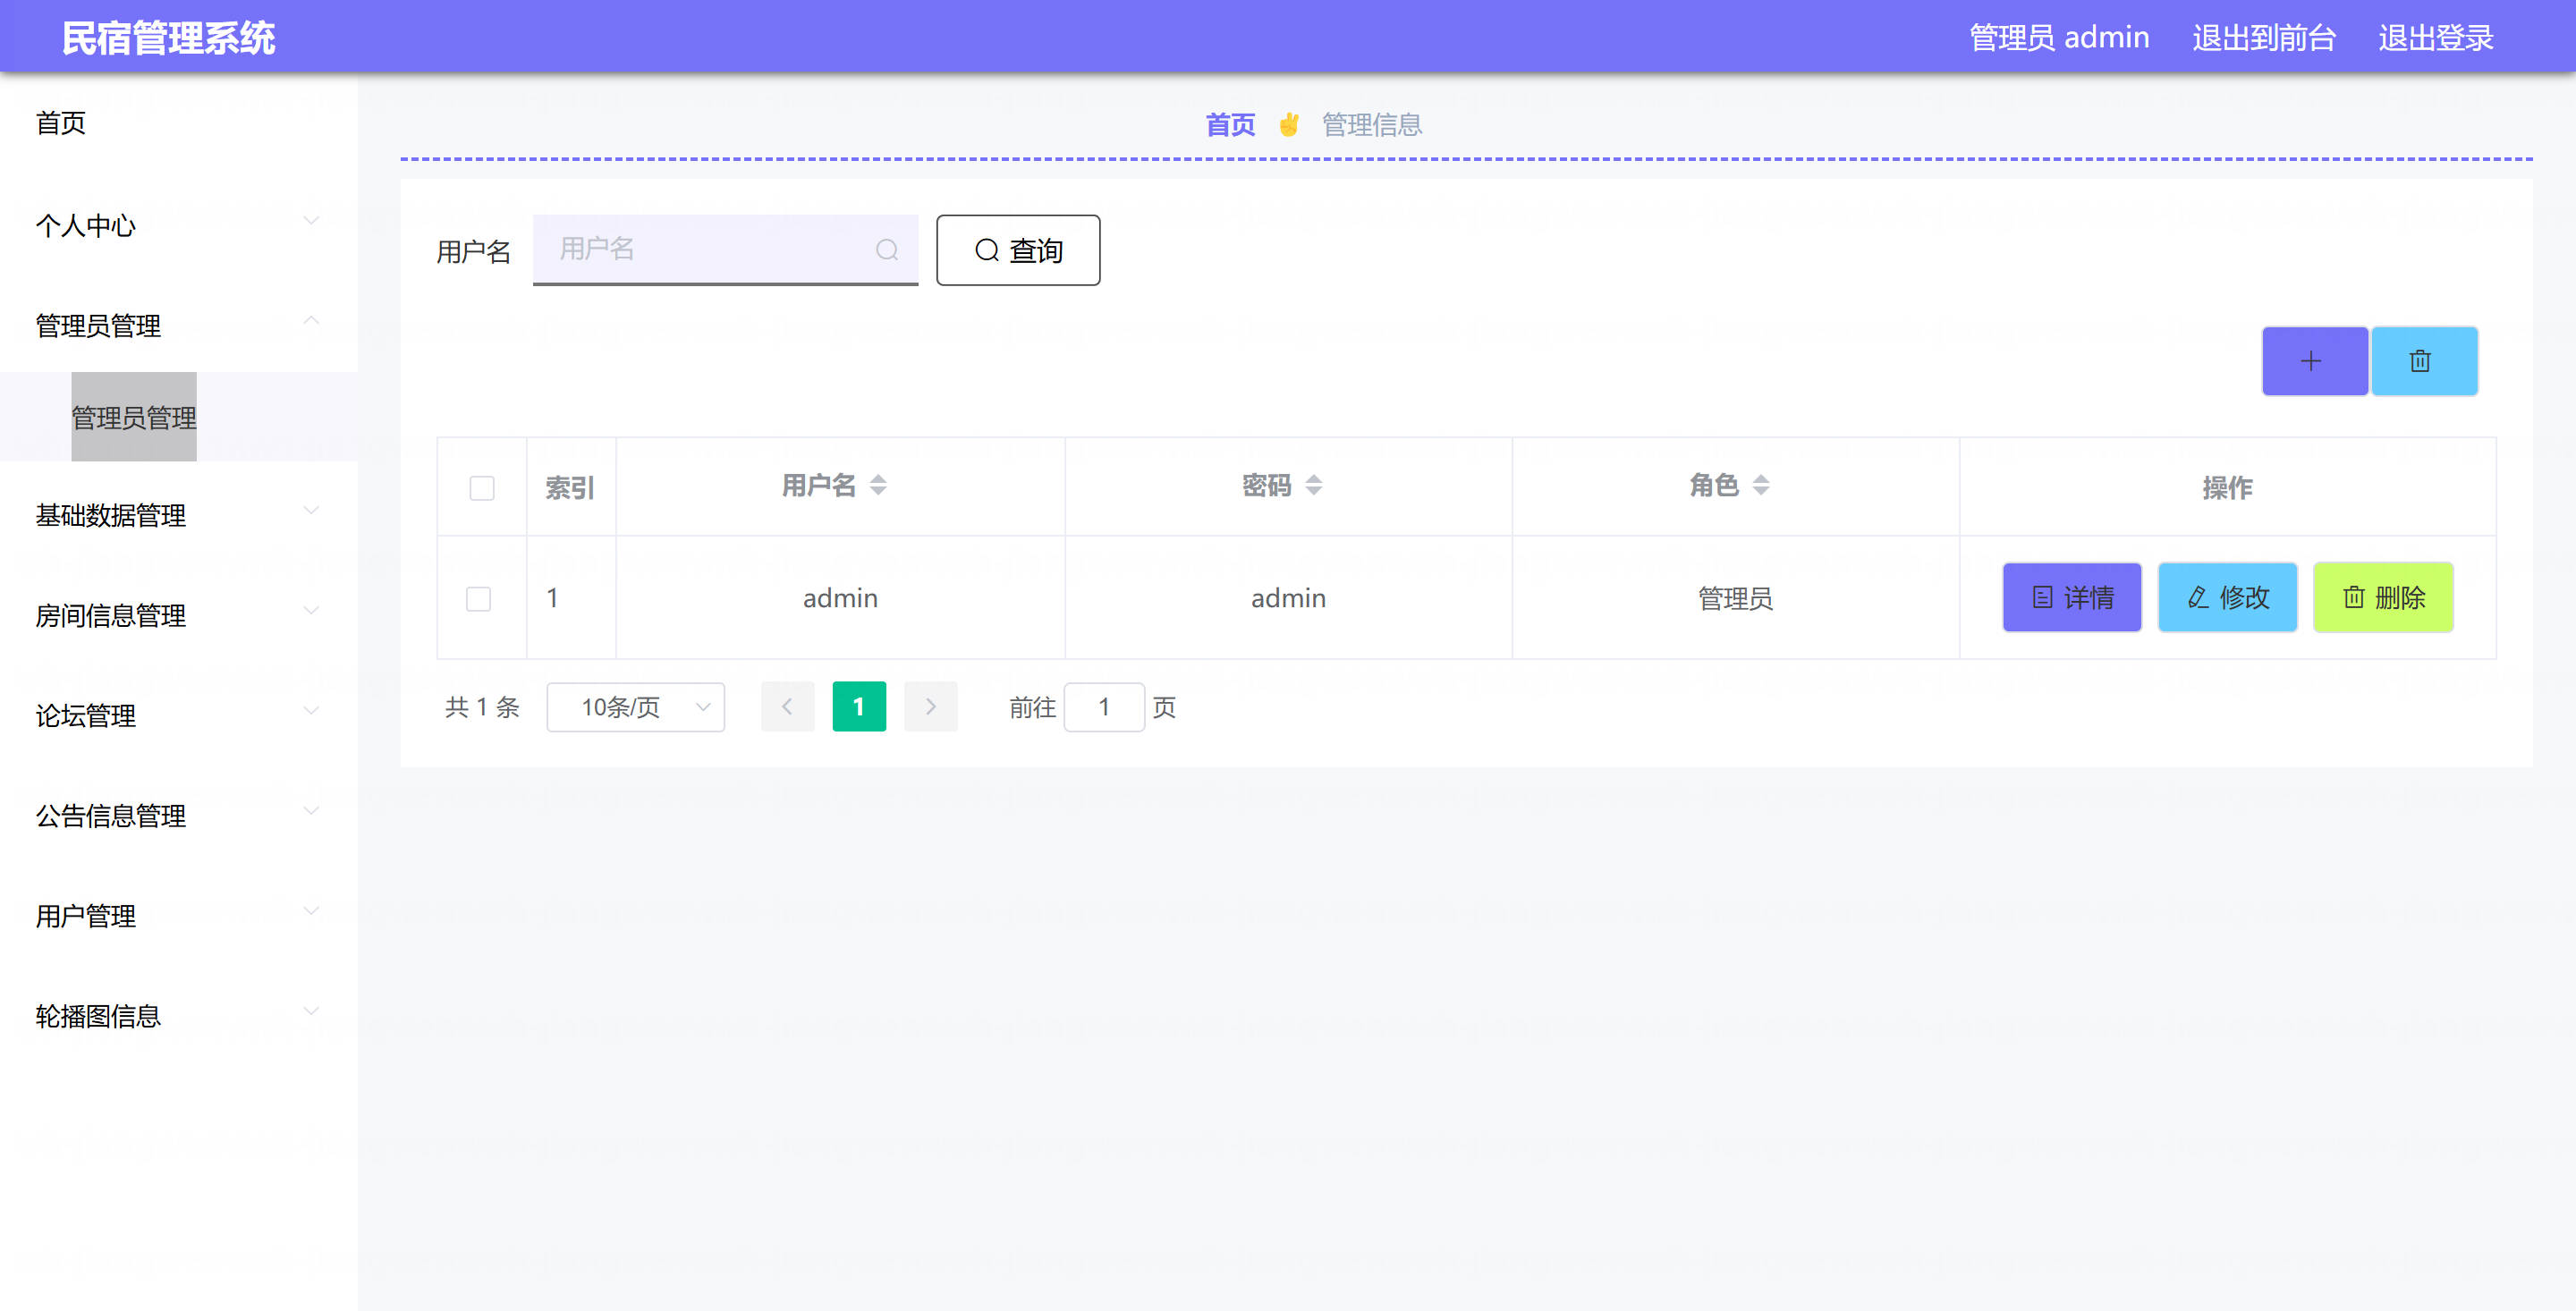 民宿管理系统
管理员 admin 退出到前台 退出登录
首页
个人中心
管理员管理
管理员管理
基础数据管理
房间信息管理
论坛管理
公告信息管理
用户管理
轮播图信息
首页 ✌ 管理信息
用户名 用户名 查询
索引 用户名 密码 角色 操作
1 admin admin 管理员 详情 修改 删除
共 1 条 10条/页 1 前往 1 页